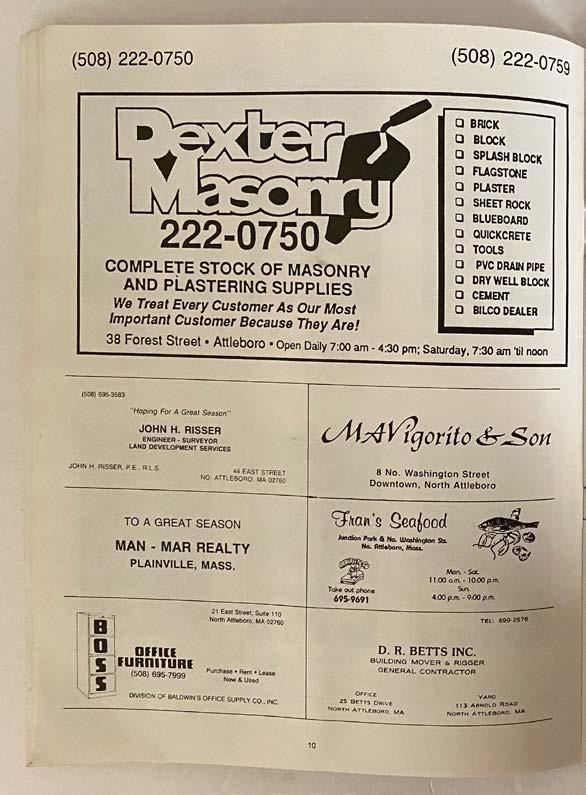 (508) 222-0750
(508) 222-0759
Dexter
Masonry
222-0750
COMPLETE STOCK OF MASONRY
AND PLASTERING SUPPLIES
We Treat Every Customer As Our Most
Important Customer Because They Are!
38 Forest Street • Attleboro • Open Daily 7:00 am - 4:30 pm; Saturday, 7:30 am 'til noon
BRICK
BLOCK
SPLASH BLOCK
FLAGSTONE
PLASTER
SHEET ROCK
BLUEBOARD
QUICKCRETE
TOOLS
PVC DRAIN PIPE
DRY WELL BLOCK
CEMENT
BILCO DEALER
(508) 695-3583
"Hoping For A Great Season"
JOHN H. RISSER
ENGINEER - SURVEYOR
LAND DEVELOPMENT SERVICES
JOHN H. RISSER, P.E., R.L.S.
44 EAST STREET
NO. ATTLEBORO, MA 02760
MAVigorito & Son
8 No. Washington Street
Downtown, North Attleboro
TO A GREAT SEASON
MAN - MAR REALTY
PLAINVILLE, MASS.
Fran's Seafood
Junction Park & No. Washington Sts.
No. Attleboro, Mass.
Take out phone
695-9691
Mon. - Sat.
11:00 a.m. - 10:00 p.m.
Sun.
4:00 p.m. - 9:00 p.m.
21 East Street, Suite 110
North Attleboro, MA 02760
BOSS
OFFICE
FURNITURE
(508) 695-7999
Purchase • Rent • Lease
New & Used
DIVISION OF BALDWIN'S OFFICE SUPPLY CO., INC.
TEL: 699-2576
D. R. BETTS INC.
BUILDING MOVER & RIGGER
GENERAL CONTRACTOR
OFFICE
25 BETTS DRIVE
NORTH ATTLEBORO, MA
YARD
113 ARNOLD ROAD
NORTH ATTLEBORO, MA
10